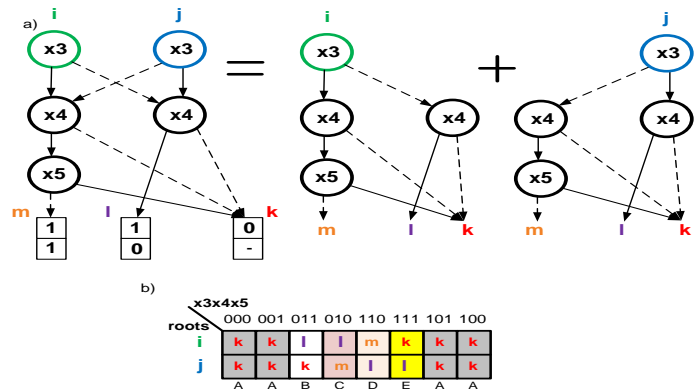 a)
i j i j
x3 x3 = x3 + x3
x4 x4 x4 x4 x4 x4
x5 x5 x5
m l k m l k m l k
1 1 0
1 0 -
b)
x3x4x5
roots
000 001 011 010 110 111 101 100
i k k l l m k k k
j k k k m l l k k
A A B C D E A A